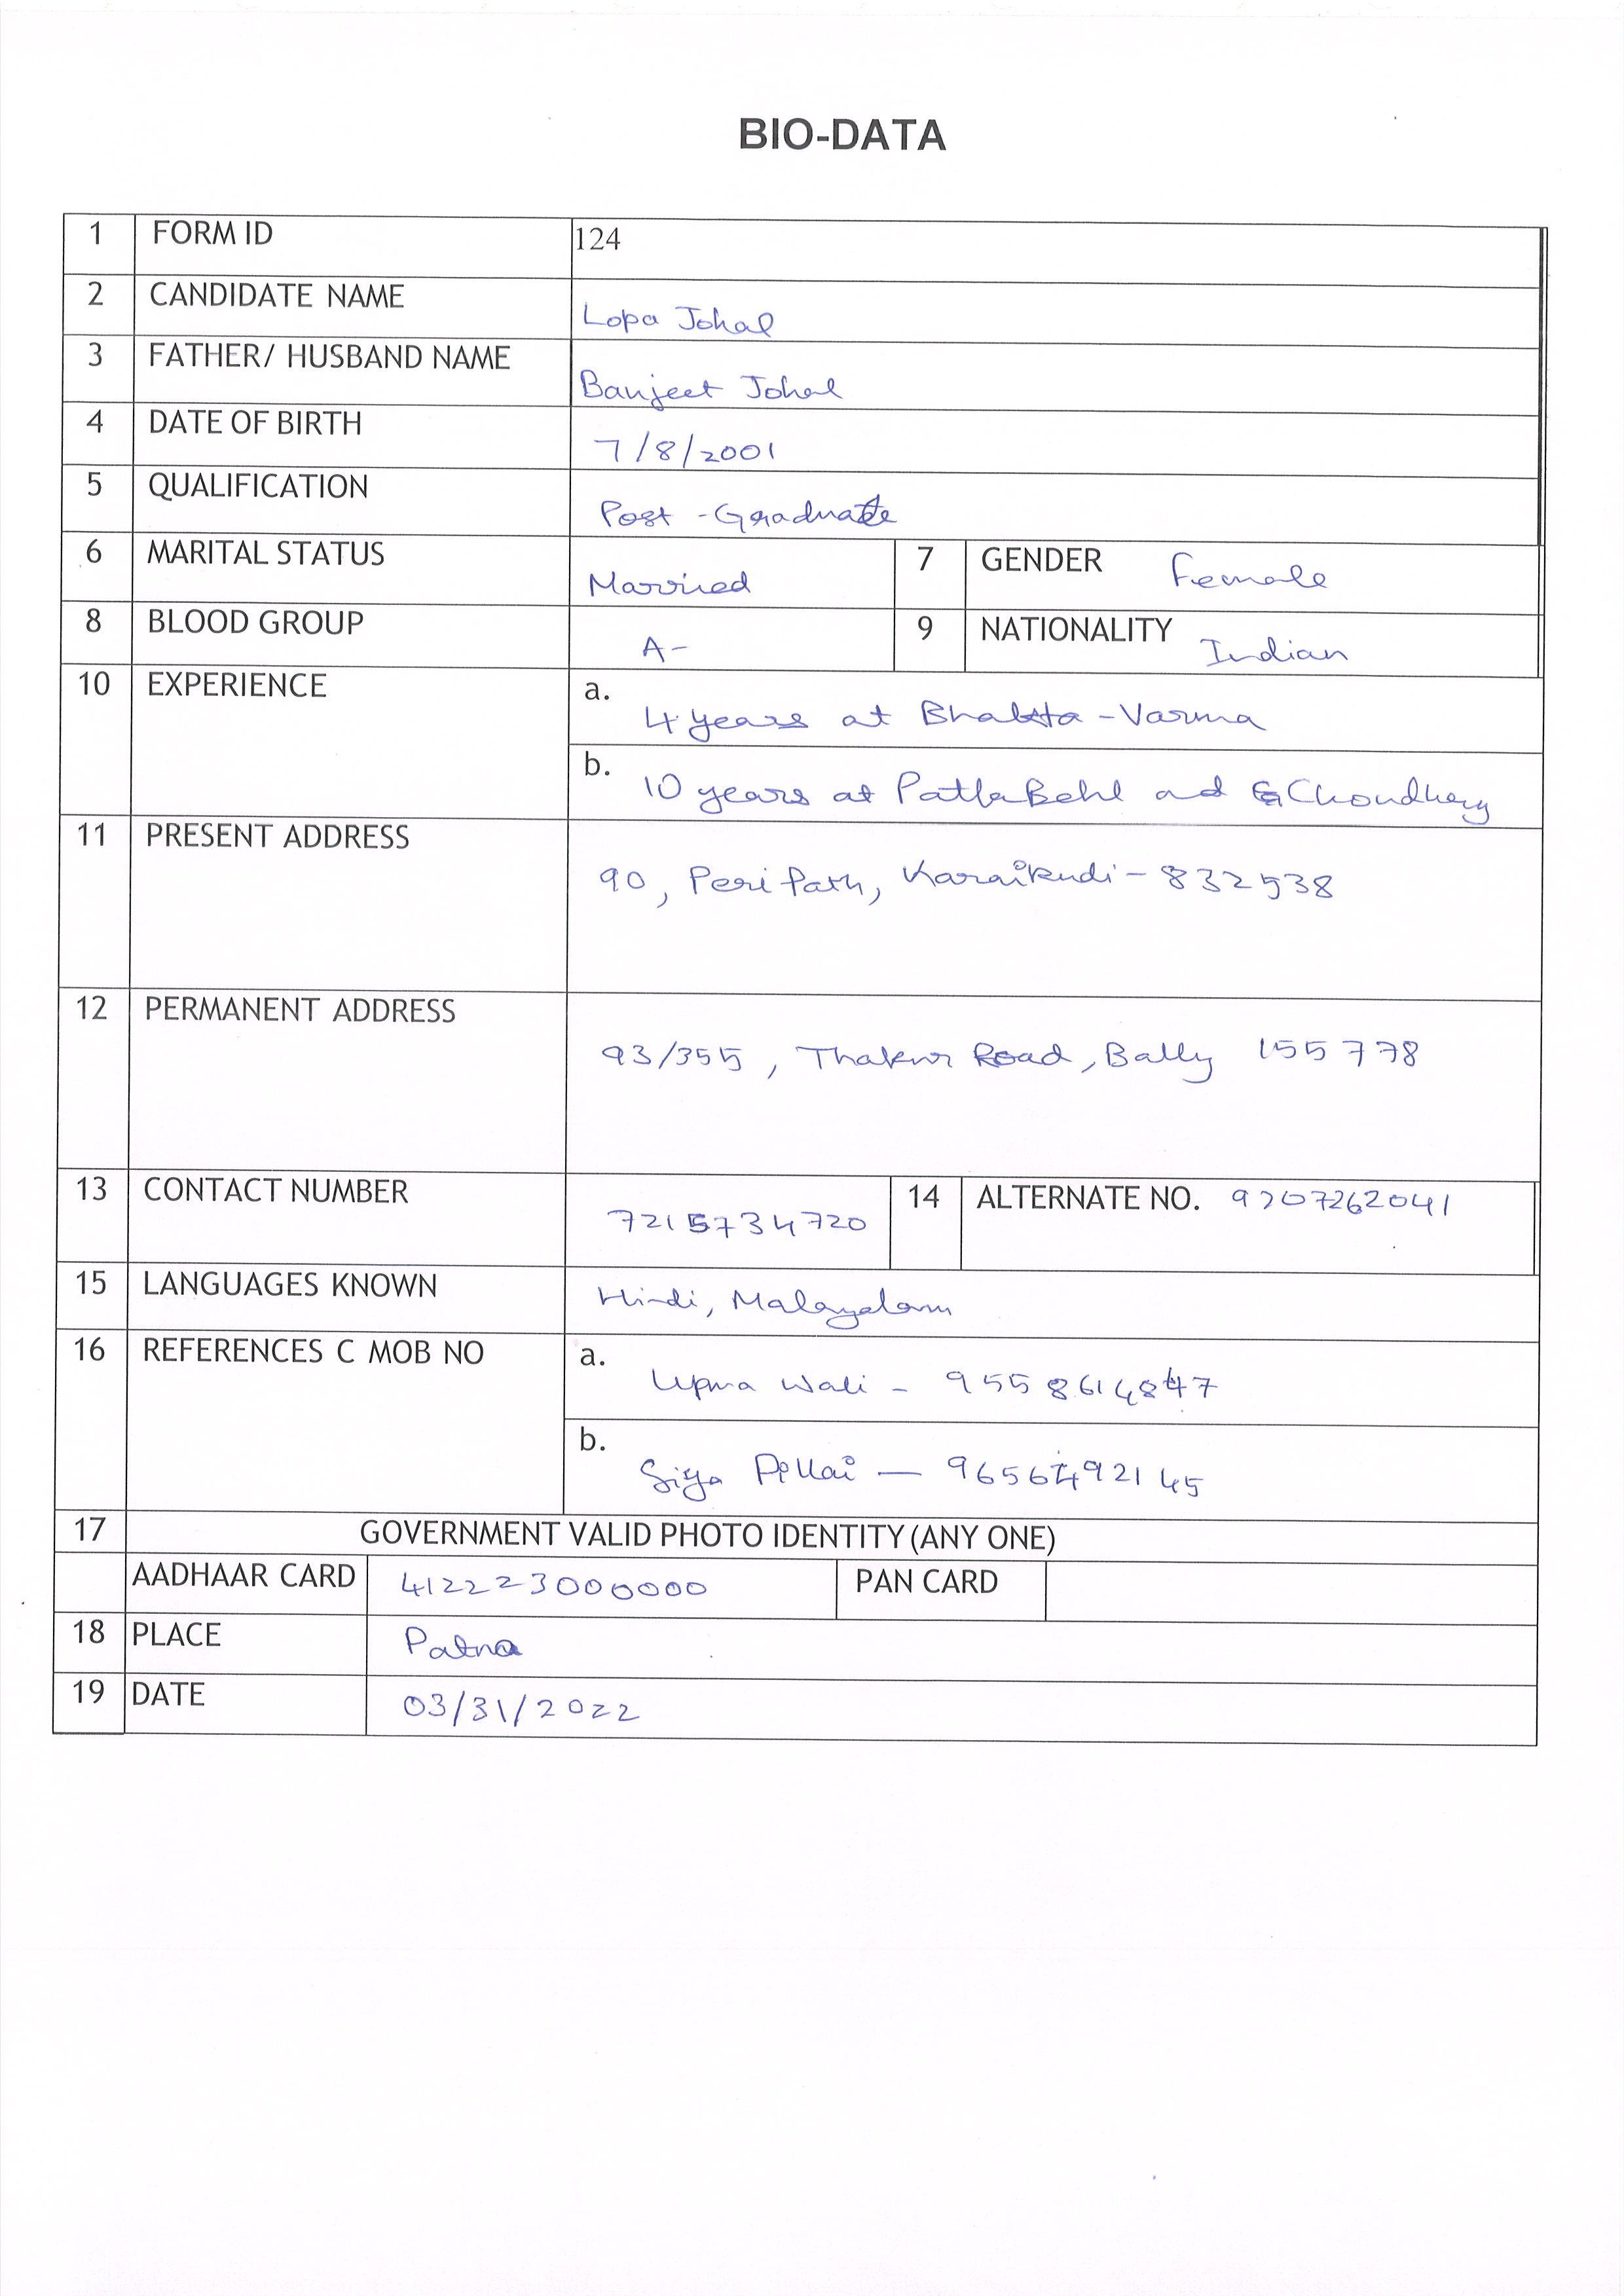 BIO-DATA
1 FORM ID 124
2 CANDIDATE NAME Lopa Johal
3 FATHER/ HUSBAND NAME Banjeet Johal
4 DATE OF BIRTH 7/8/2001
5 QUALIFICATION Post-Graduate
6 MARITAL STATUS Married 7 GENDER Female
8 BLOOD GROUP A- 9 NATIONALITY Indian
10 EXPERIENCE a. 4 years at Bhakta-Varma
b. 10 years at Patla Behl and Choudhury
11 PRESENT ADDRESS
90, Peri Path, Karaikudi-832538
12 PERMANENT ADDRESS
93/355, Thakur Road, Bally 155778
13 CONTACT NUMBER 7215734720 14 ALTERNATE NO. 9207262041
15 LANGUAGES KNOWN Hindi, Malayalam
16 REFERENCES C MOB NO a. Upma Wali - 9558614847
b. Siya Pillai - 9656492145
17 GOVERNMENT VALID PHOTO IDENTITY (ANY ONE)
AADHAAR CARD 412223000000 PAN CARD
18 PLACE Patna
19 DATE 03/31/2022